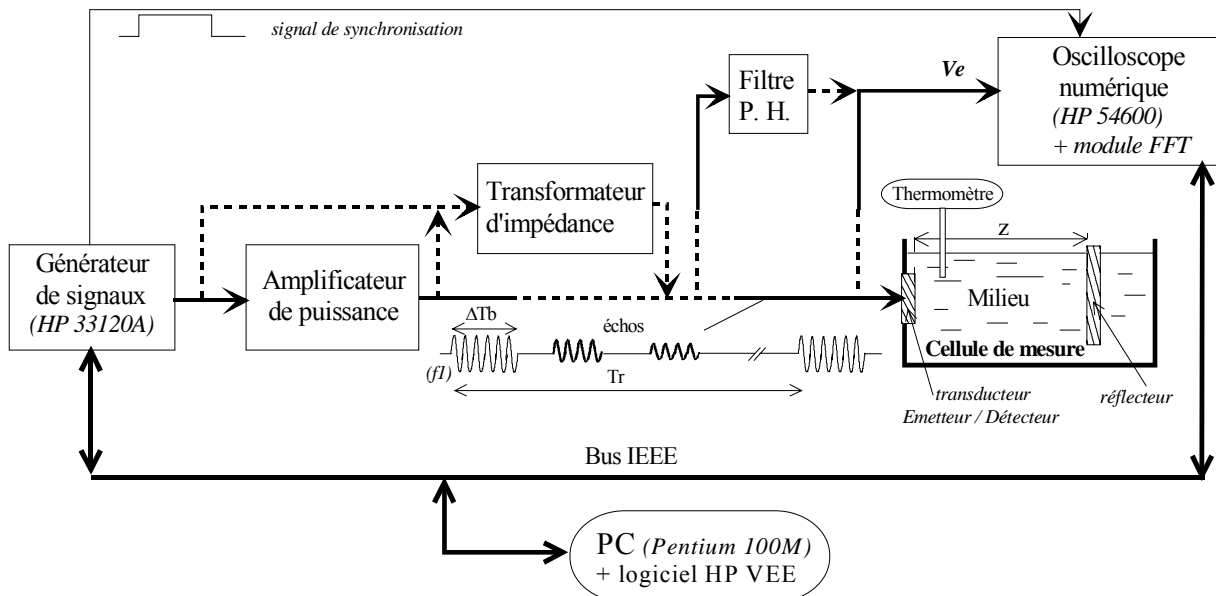 signal de synchronisation
Filtre
P. H.
Ve
Oscilloscope
numérique
(HP 54600)
+ module FFT
Transformateur
d'impédance
Thermomètre
z
Générateur
de signaux
(HP 33120A)
Amplificateur
de puissance
Milieu
Cellule de mesure
ΔTb
échos
(f1)
Tr
transducteur
Emetteur / Détecteur
réflecteur
Bus IEEE
PC (Pentium 100M)
+ logiciel HP VEE